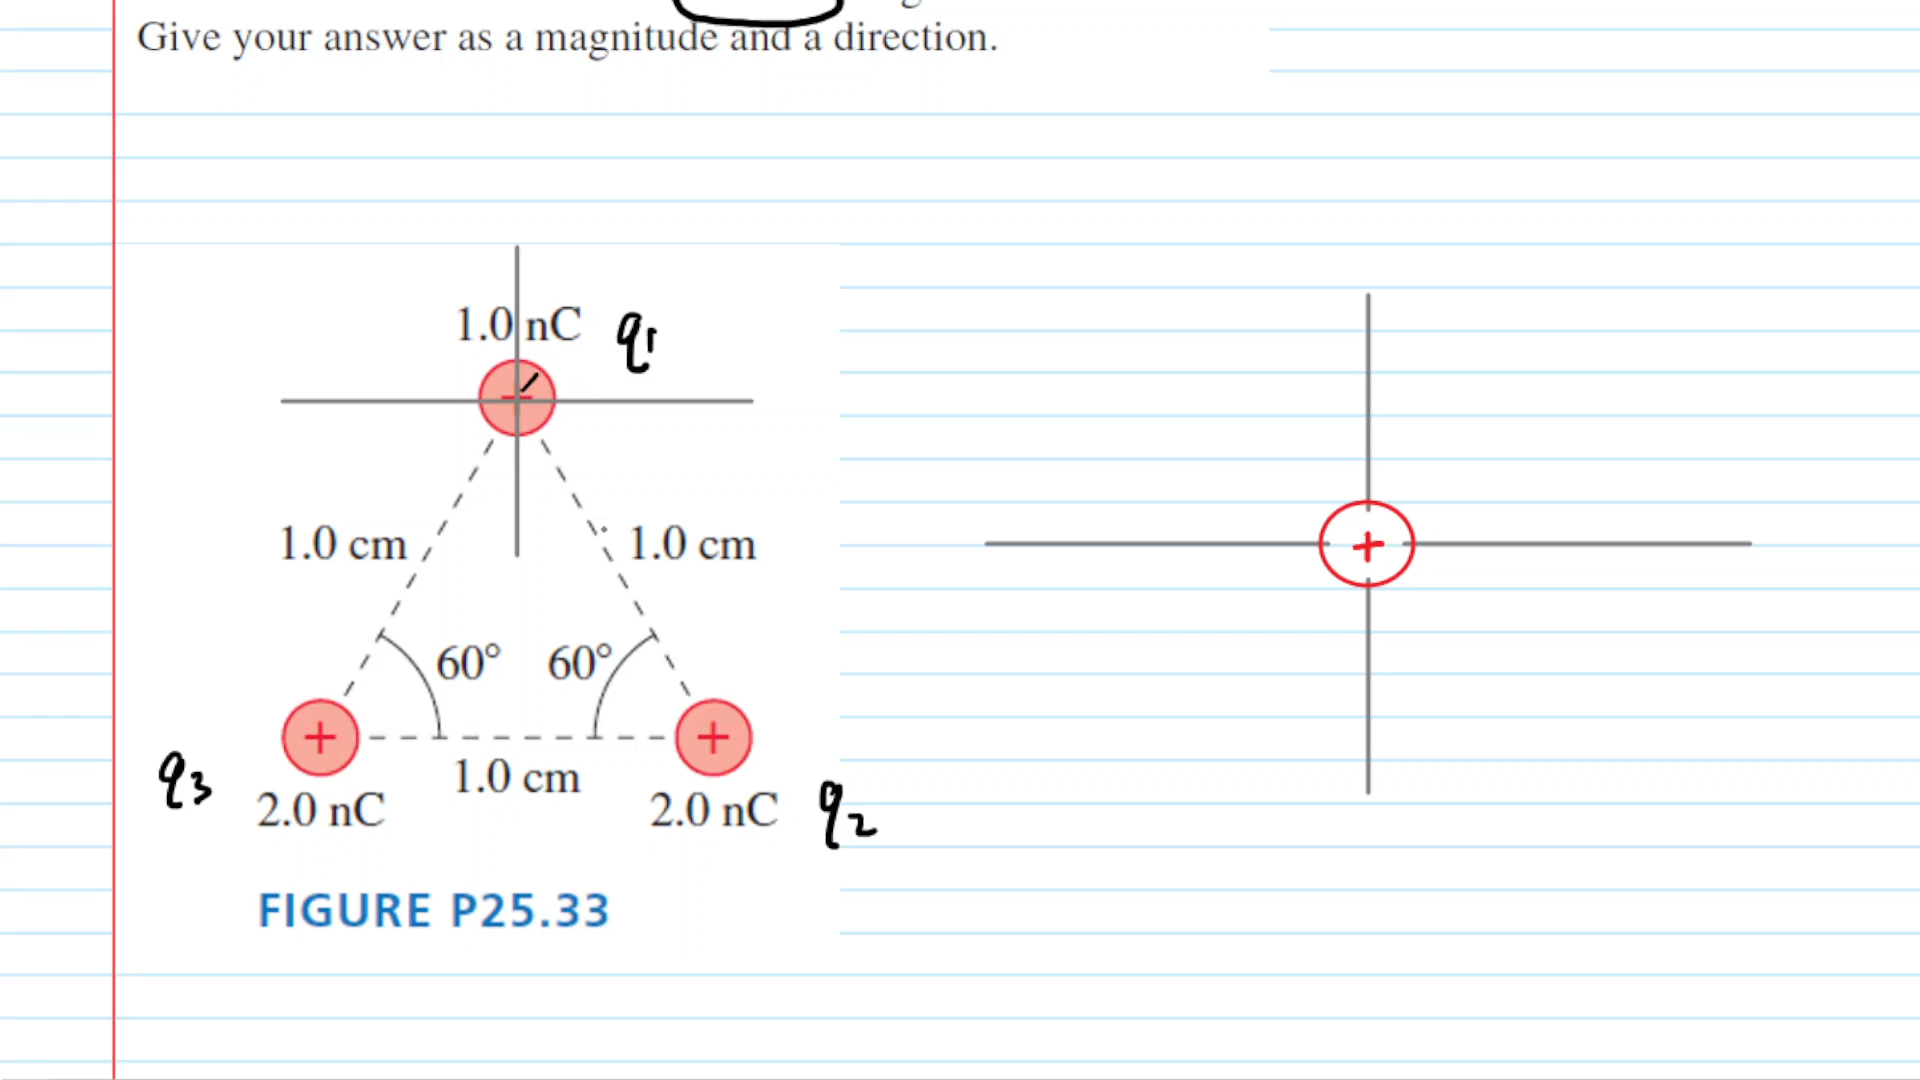 Give your answer as a magnitude and a direction.
1.0 nC q1
+
+
1.0 cm 1.0 cm
60° 60°
+ +
1.0 cm
q3 2.0 nC 2.0 nC q2
FIGURE P25.33